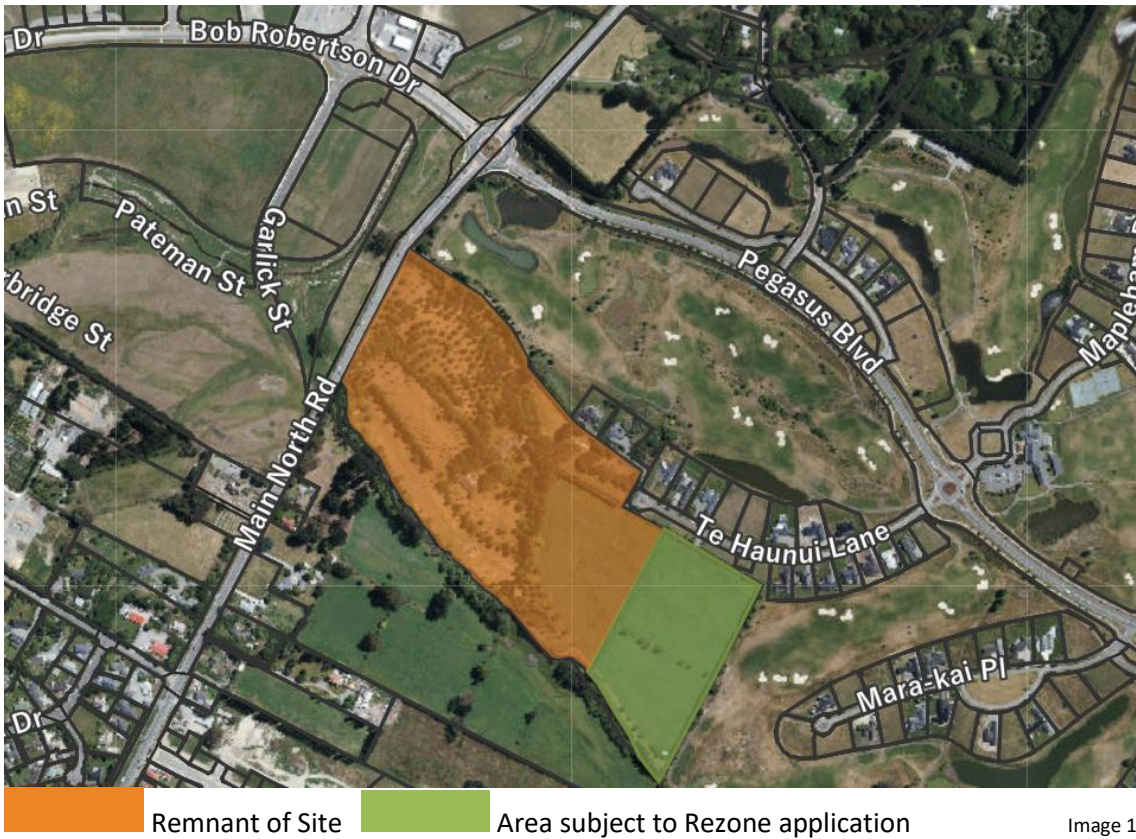 Dr
Bob Robertson Dr
n St
Pateman St
Garlick St
rbridge St
Main North Rd
Pegasus Blvd
Te Haunui Lane
Mara-kai Pl
Dr
Remnant of Site Area subject to Rezone application Image 1